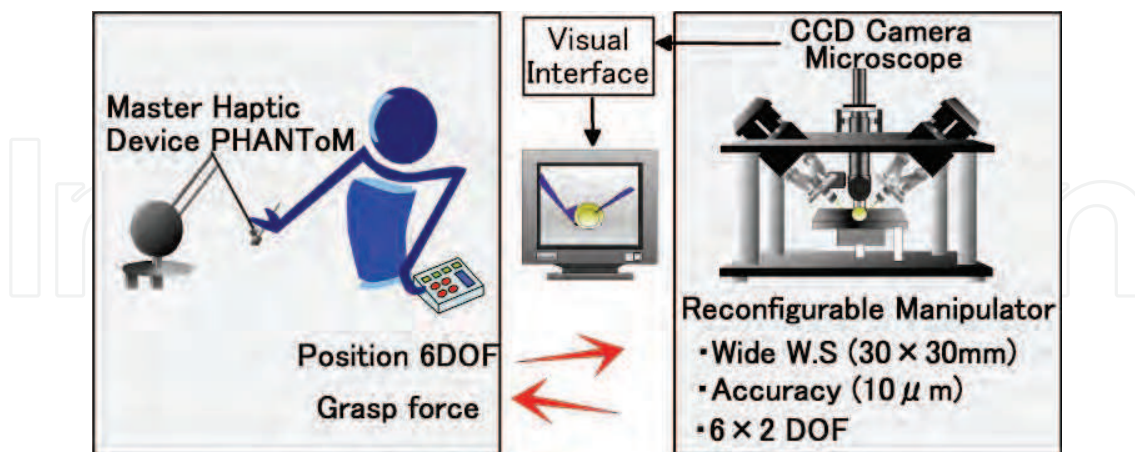 Master Haptic
Device PHANToM
Position 6DOF
Grasp force
Visual
Interface
CCD Camera
Microscope
Reconfigurable Manipulator
・Wide W.S (30×30mm)
・Accuracy (10μm)
・6×2 DOF